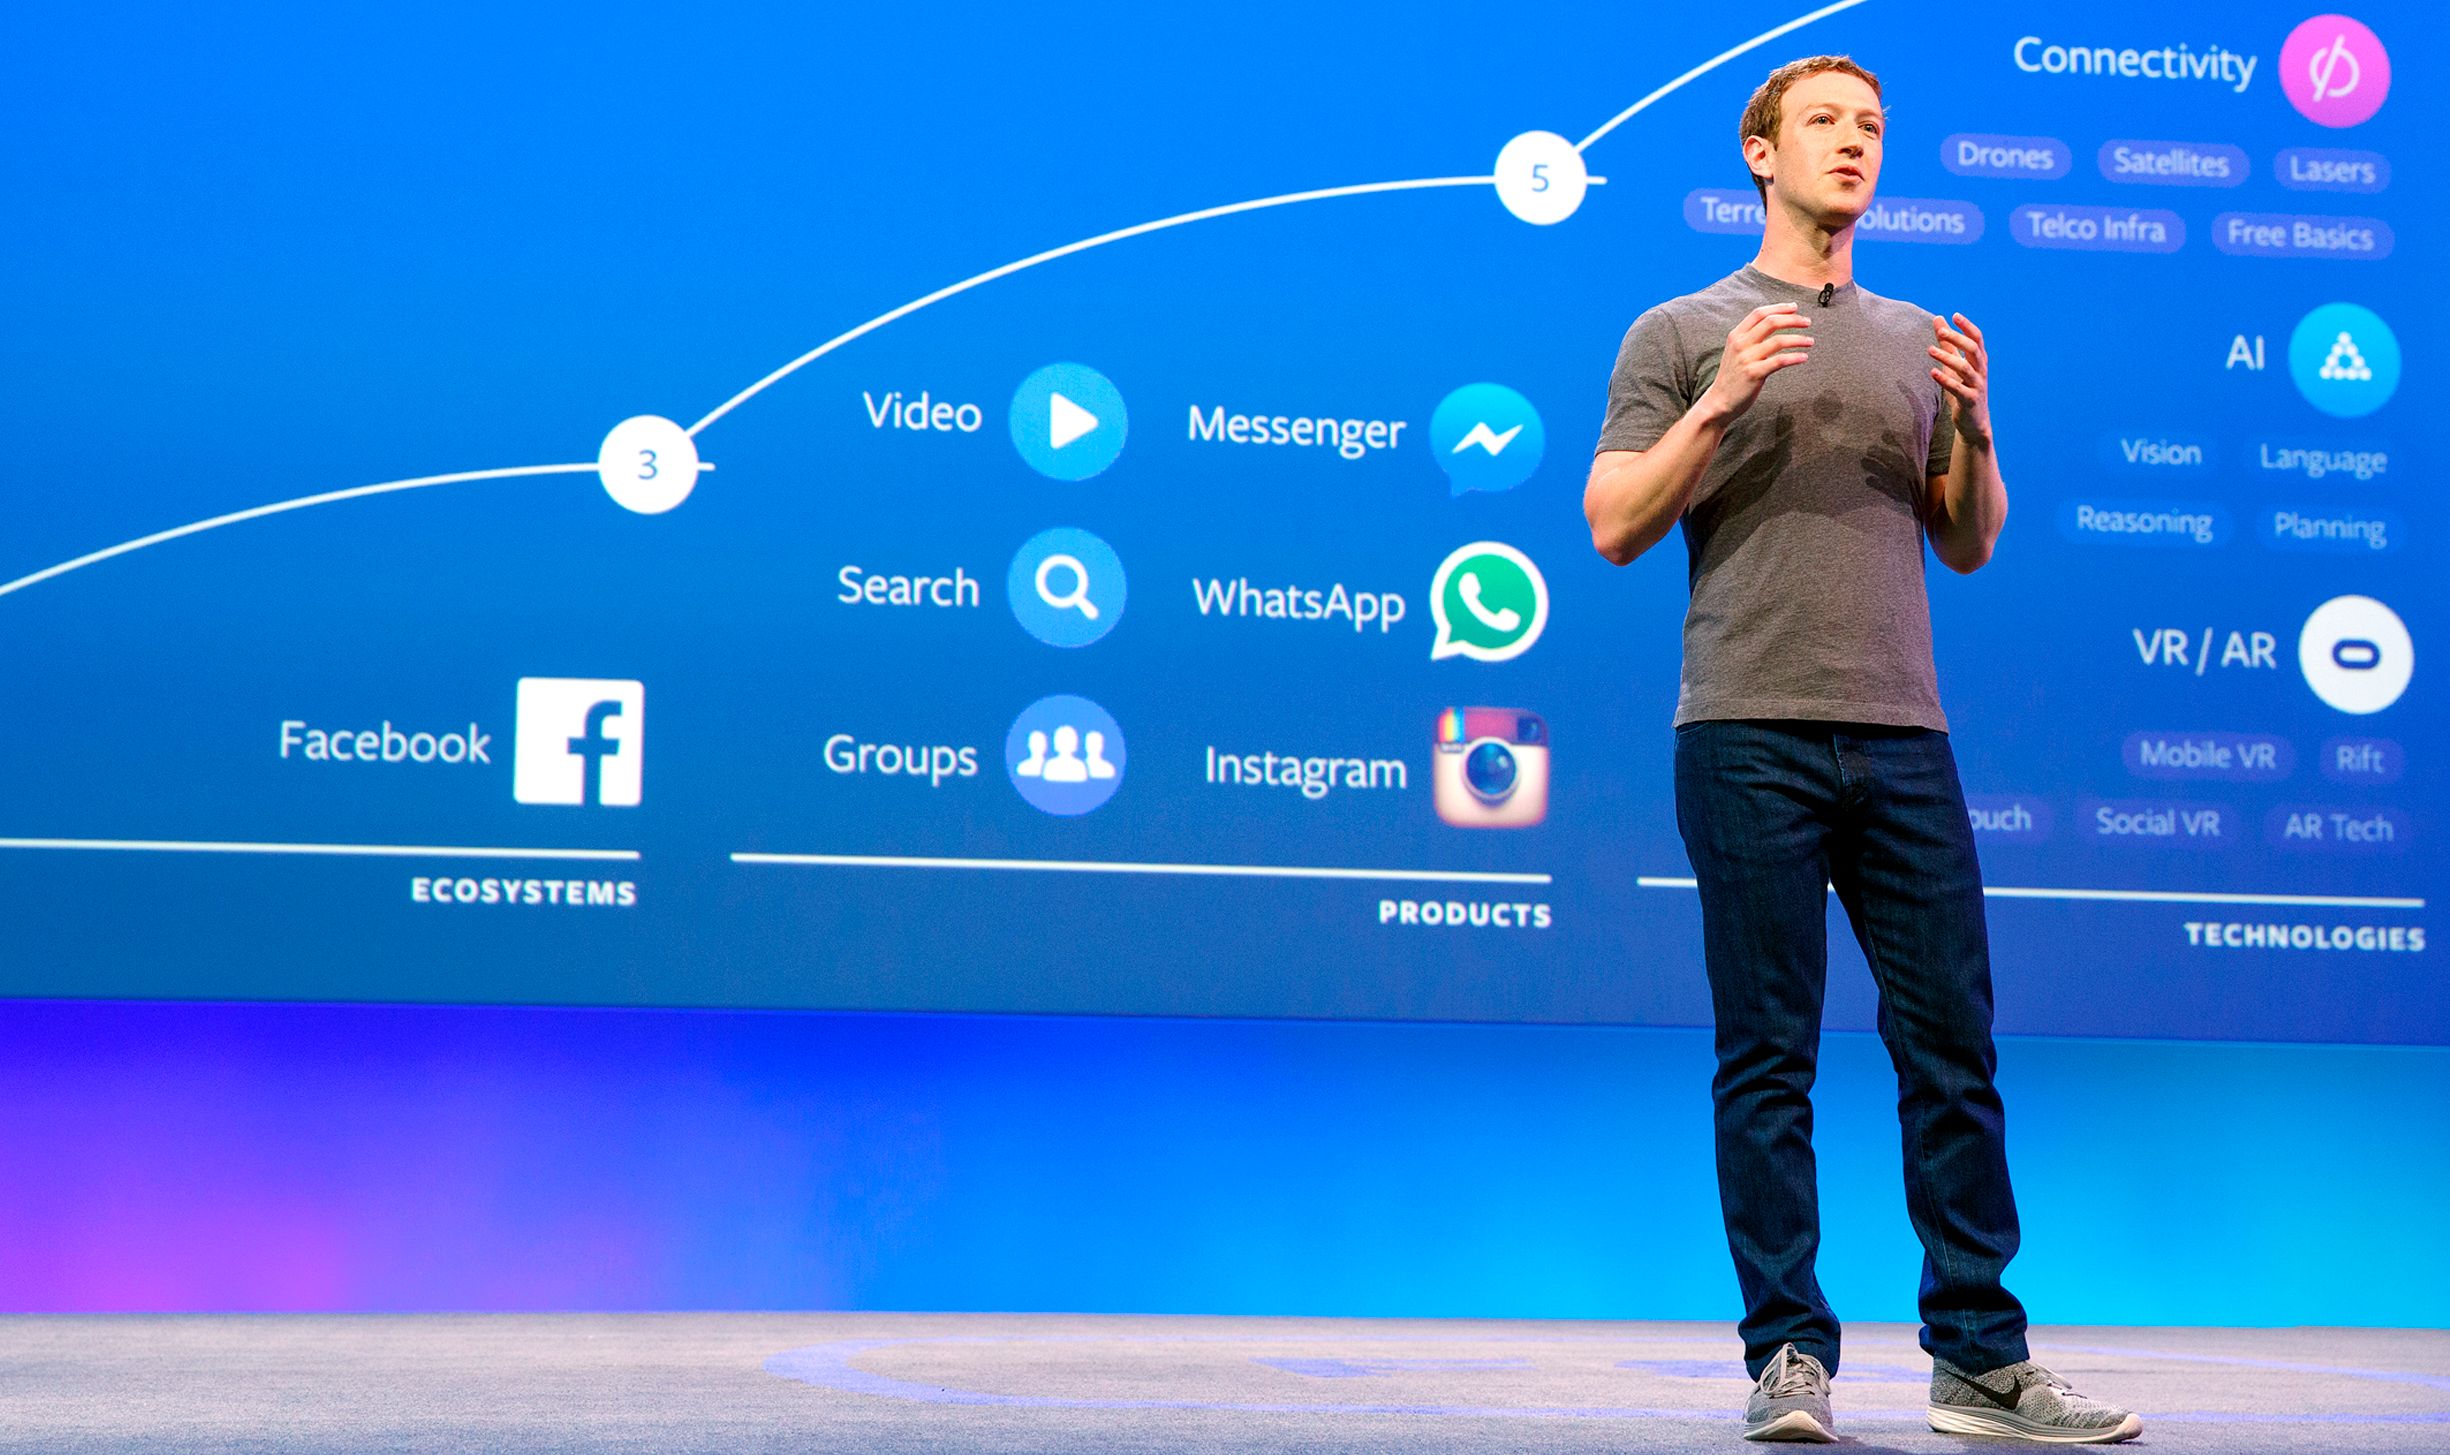 3
Facebook
ECOSYSTEMS
5
Video
Messenger
Search
WhatsApp
Groups
Instagram
PRODUCTS
Connectivity
Drones Satellites Lasers
Telco Infra Free Basics
AI
Vision Language
Reasoning Planning
VR / AR
Mobile VR Rift
Social VR AR Tech
TECHNOLOGIES